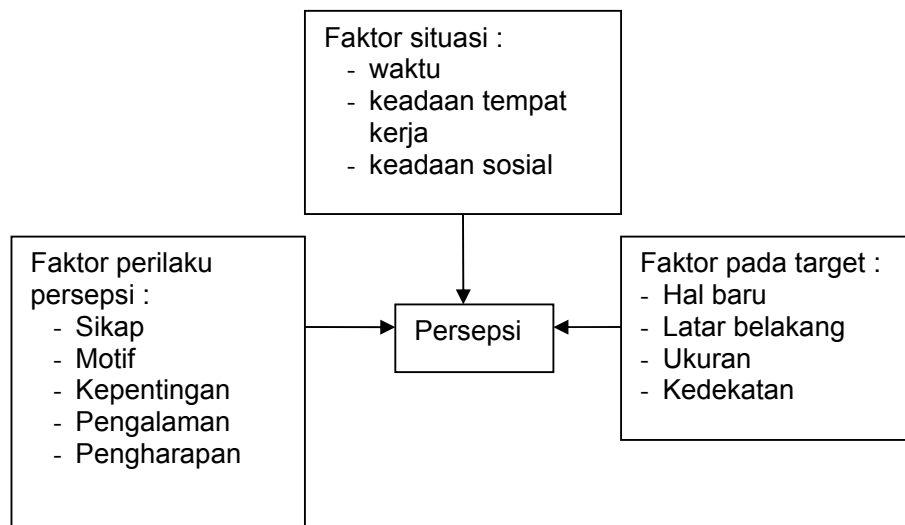 Faktor situasi :
- waktu
- keadaan tempat
kerja
- keadaan sosial
Faktor perilaku
persepsi :
- Sikap
- Motif
- Kepentingan
- Pengalaman
- Pengharapan
Persepsi
Faktor pada target :
- Hal baru
- Latar belakang
- Ukuran
- Kedekatan